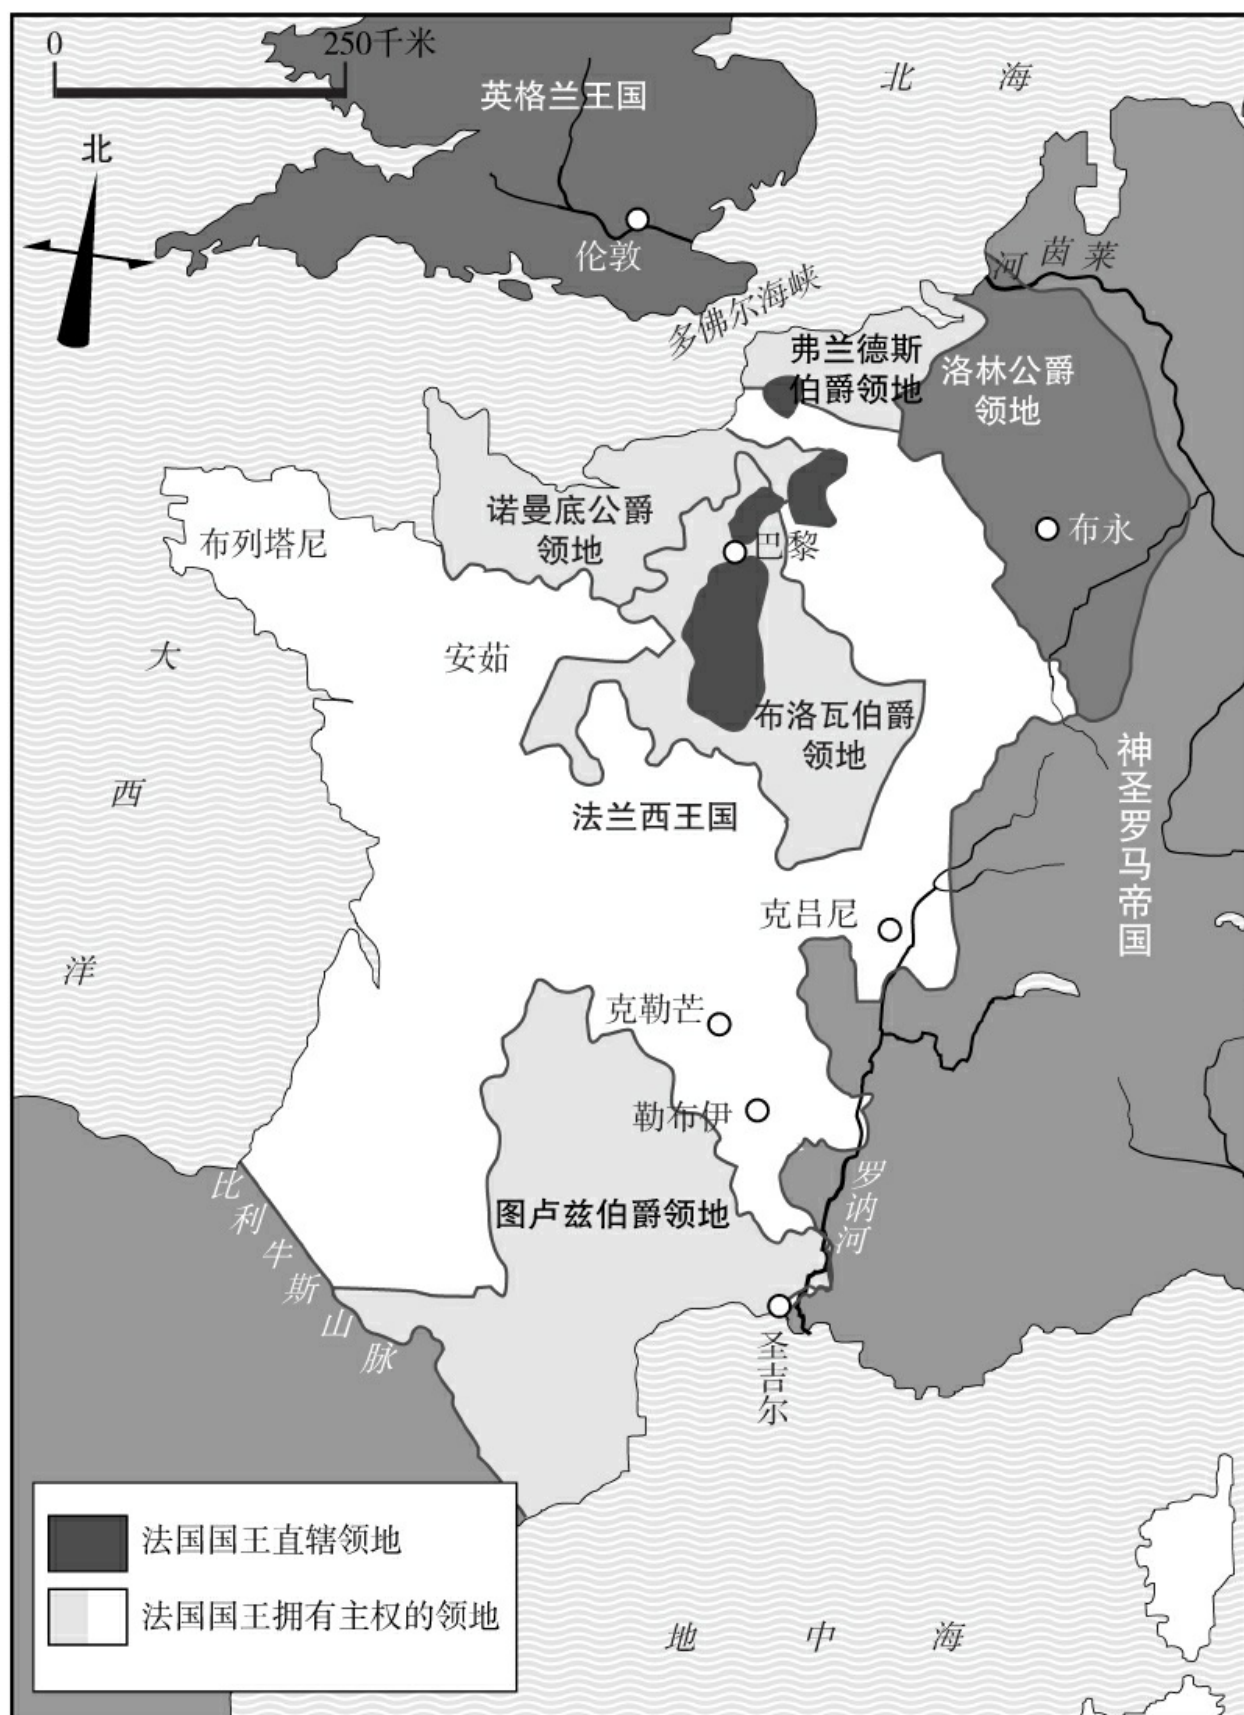 0 250千米
北 海
英格兰王国
北
伦敦
河 茵 莱
多佛尔海峡
弗兰德斯
伯爵领地
洛林公爵
领地
诺曼底公爵
领地
布列塔尼
巴黎
布永
大
西
洋
安茹
布洛瓦伯爵
领地
神圣罗马帝国
法兰西王国
克吕尼
克勒芒
勒布伊
罗讷河
比利牛斯山脉
图卢兹伯爵领地
圣吉尔
法国国王直辖领地
法国国王拥有主权的领地
地 中 海